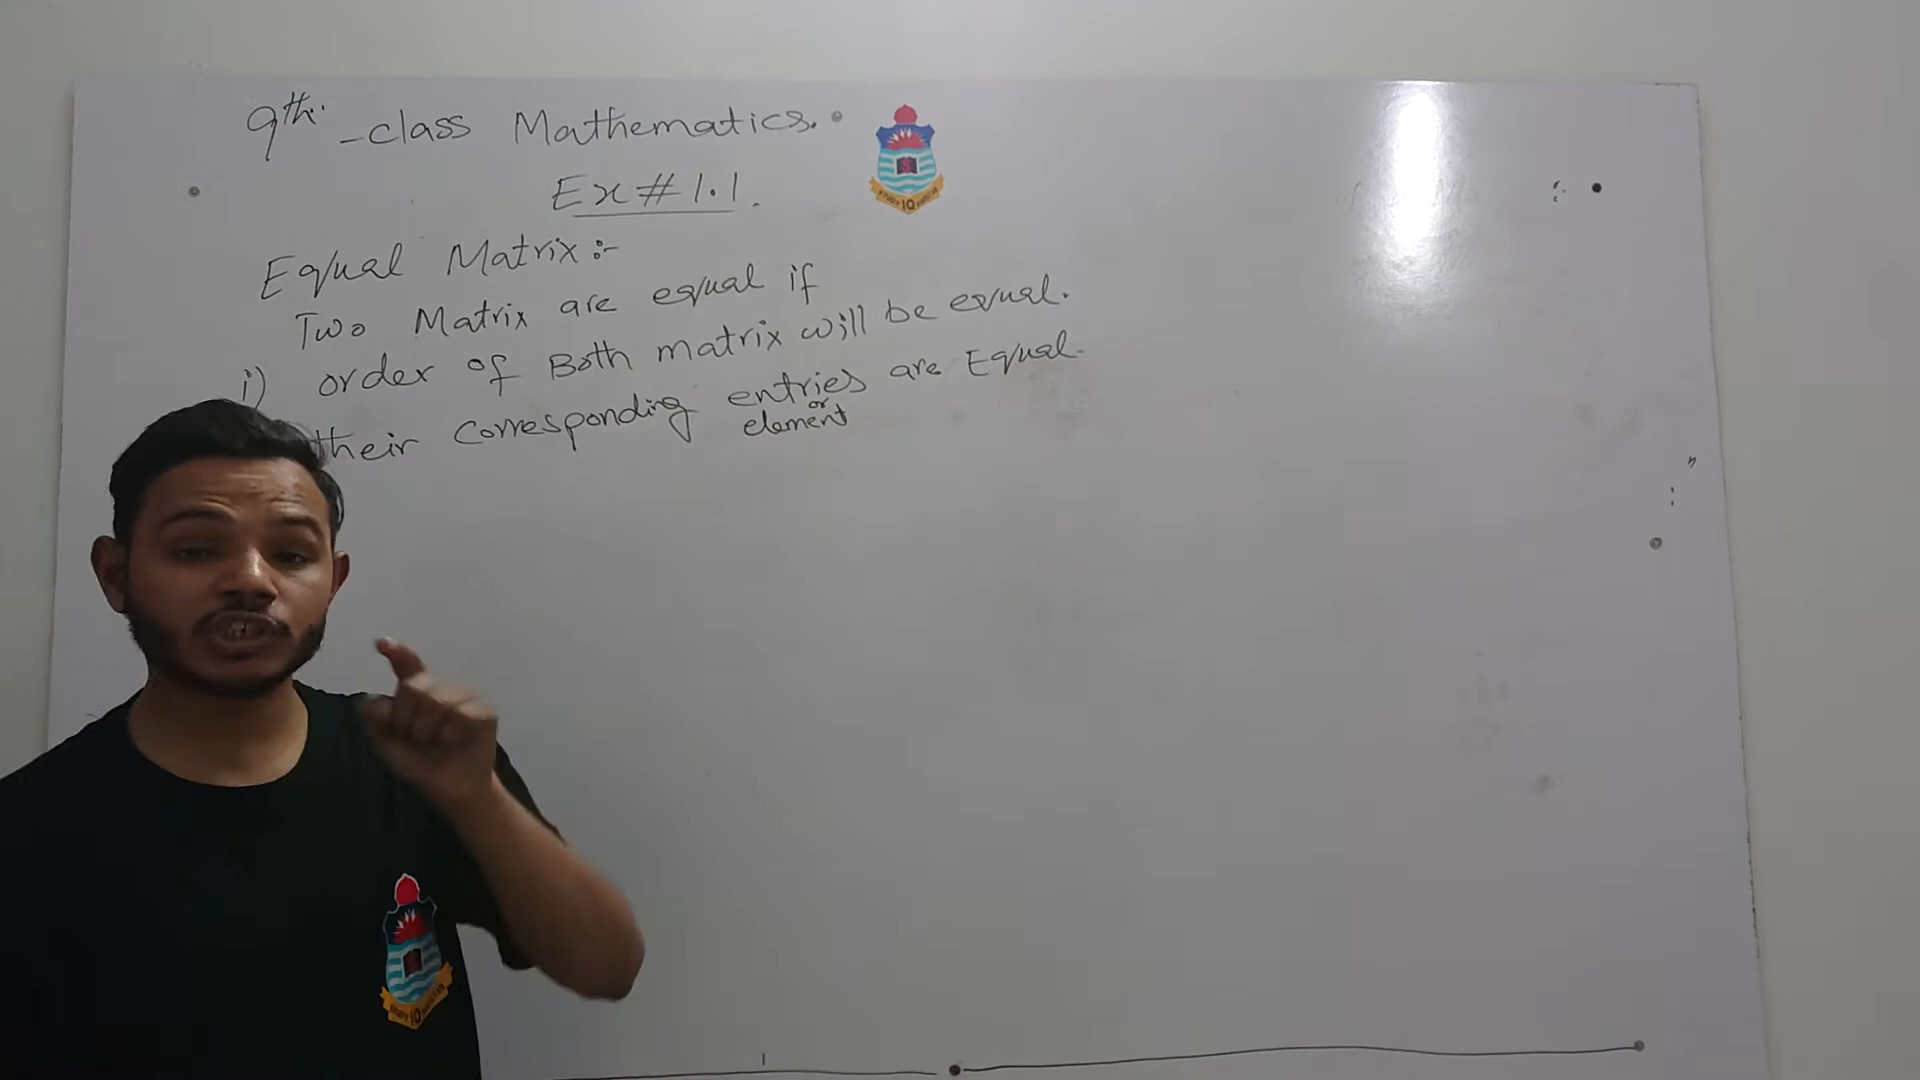 9th -class Mathematics.
Ex # 1.1.
Equal Matrix :-
Two Matrix are equal if
i) order of Both matrix will be equal.
their corresponding entries are Equal.
or
element